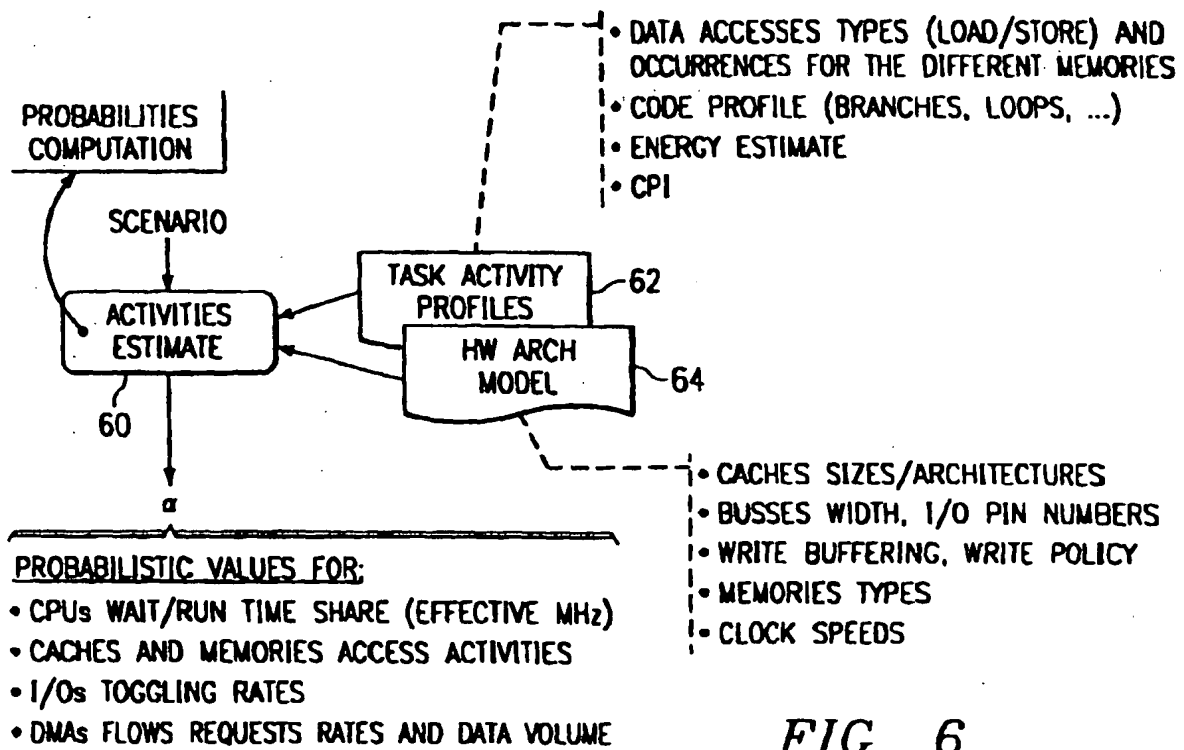 • DATA ACCESSES TYPES (LOAD/STORE) AND
OCCURRENCES FOR THE DIFFERENT MEMORIES
• CODE PROFILE (BRANCHES, LOOPS, ...)
• ENERGY ESTIMATE
• CPI
PROBABILITIES
COMPUTATION
SCENARIO
TASK ACTIVITY
PROFILES
62
ACTIVITIES
ESTIMATE
60
HW ARCH
MODEL
64
α
• CACHES SIZES/ARCHITECTURES
• BUSSES WIDTH, I/O PIN NUMBERS
• WRITE BUFFERING, WRITE POLICY
• MEMORIES TYPES
• CLOCK SPEEDS
PROBABILISTIC VALUES FOR:
• CPUs WAIT/RUN TIME SHARE (EFFECTIVE MHz)
• CACHES AND MEMORIES ACCESS ACTIVITIES
• I/Os TOGGLING RATES
• DMAs FLOWS REQUESTS RATES AND DATA VOLUME
FIG. 6